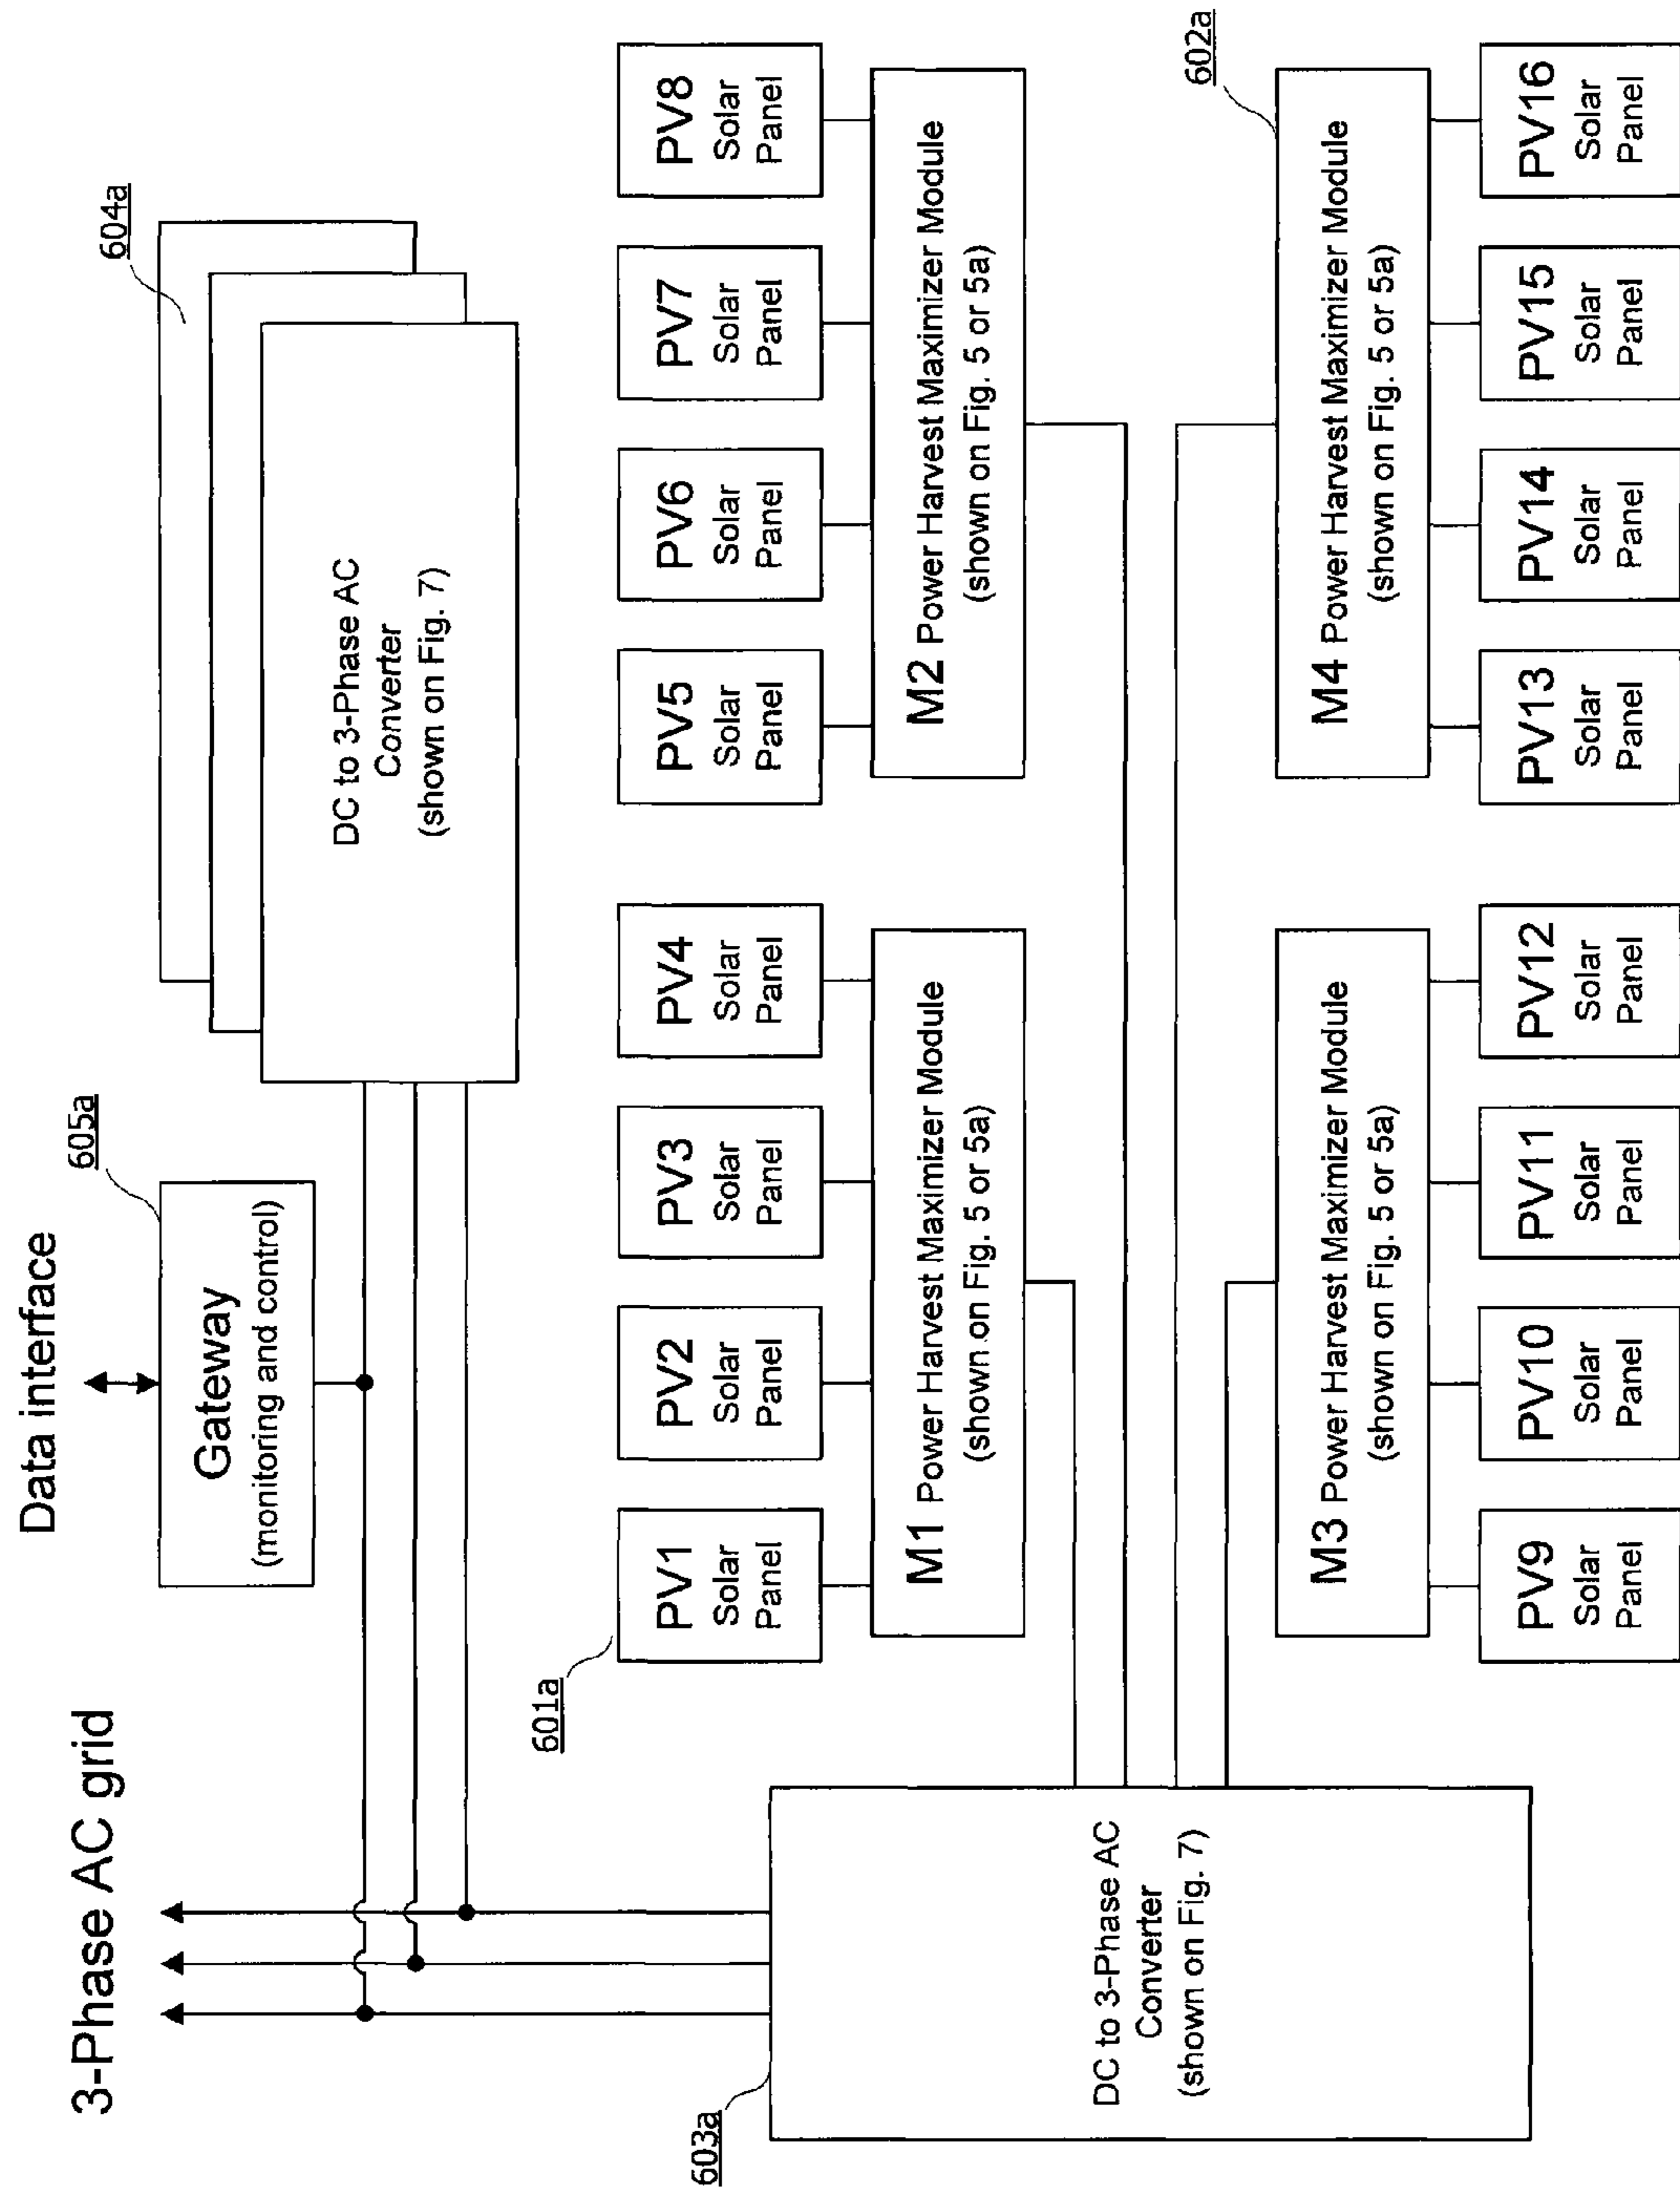 Data interface
3-Phase AC grid
605a
604a
Gateway
(monitoring and control)
DC to 3-Phase AC
Converter
(shown on Fig. 7)
601a
PV1
Solar
Panel
PV2
Solar
Panel
PV3
Solar
Panel
PV4
Solar
Panel
PV5
Solar
Panel
PV6
Solar
Panel
PV7
Solar
Panel
PV8
Solar
Panel
M1 Power Harvest Maximizer Module
(shown on Fig. 5 or 5a)
M2 Power Harvest Maximizer Module
(shown on Fig. 5 or 5a)
603a
DC to 3-Phase AC
Converter
(shown on Fig. 7)
602a
M3 Power Harvest Maximizer Module
(shown on Fig. 5 or 5a)
M4 Power Harvest Maximizer Module
(shown on Fig. 5 or 5a)
PV9
Solar
Panel
PV10
Solar
Panel
PV11
Solar
Panel
PV12
Solar
Panel
PV13
Solar
Panel
PV14
Solar
Panel
PV15
Solar
Panel
PV16
Solar
Panel